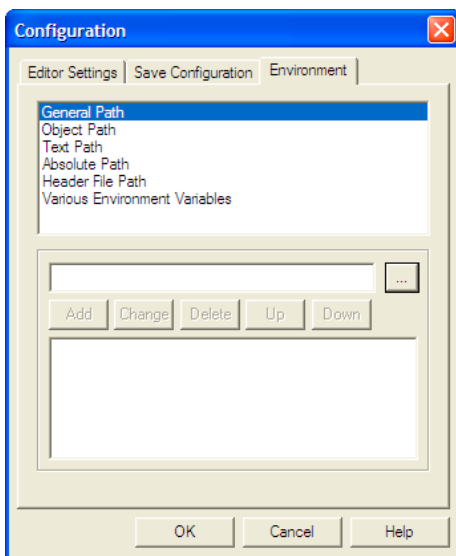 Configuration
Editor Settings Save Configuration Environment
General Path
Object Path
Text Path
Absolute Path
Header File Path
Various Environment Variables
...
Add Change Delete Up Down
OK Cancel Help